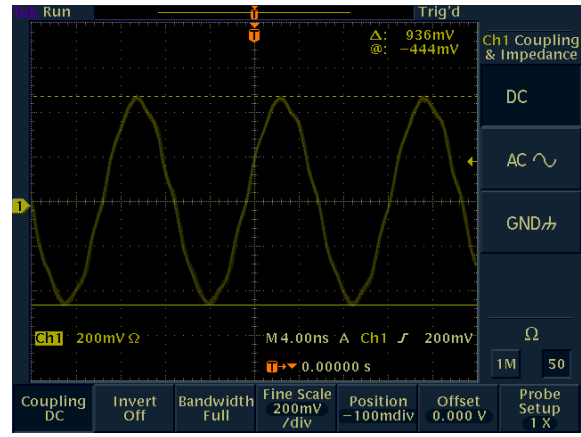 Tek Run
Trig'd
U
T
Δ: 936mV
@: −444mV
Ch1 Coupling
& Impedance
DC
AC
GND
1
Ch1 200mV Ω
M 4.00ns A Ch1 ∫ 200mV
T→▼ 0.00000 s
Ω
1M 50
Coupling
DC
Invert
Off
Bandwidth
Full
Fine Scale
200mV
/div
Position
−100mdiv
Offset
0.000 V
Probe
Setup
1 X